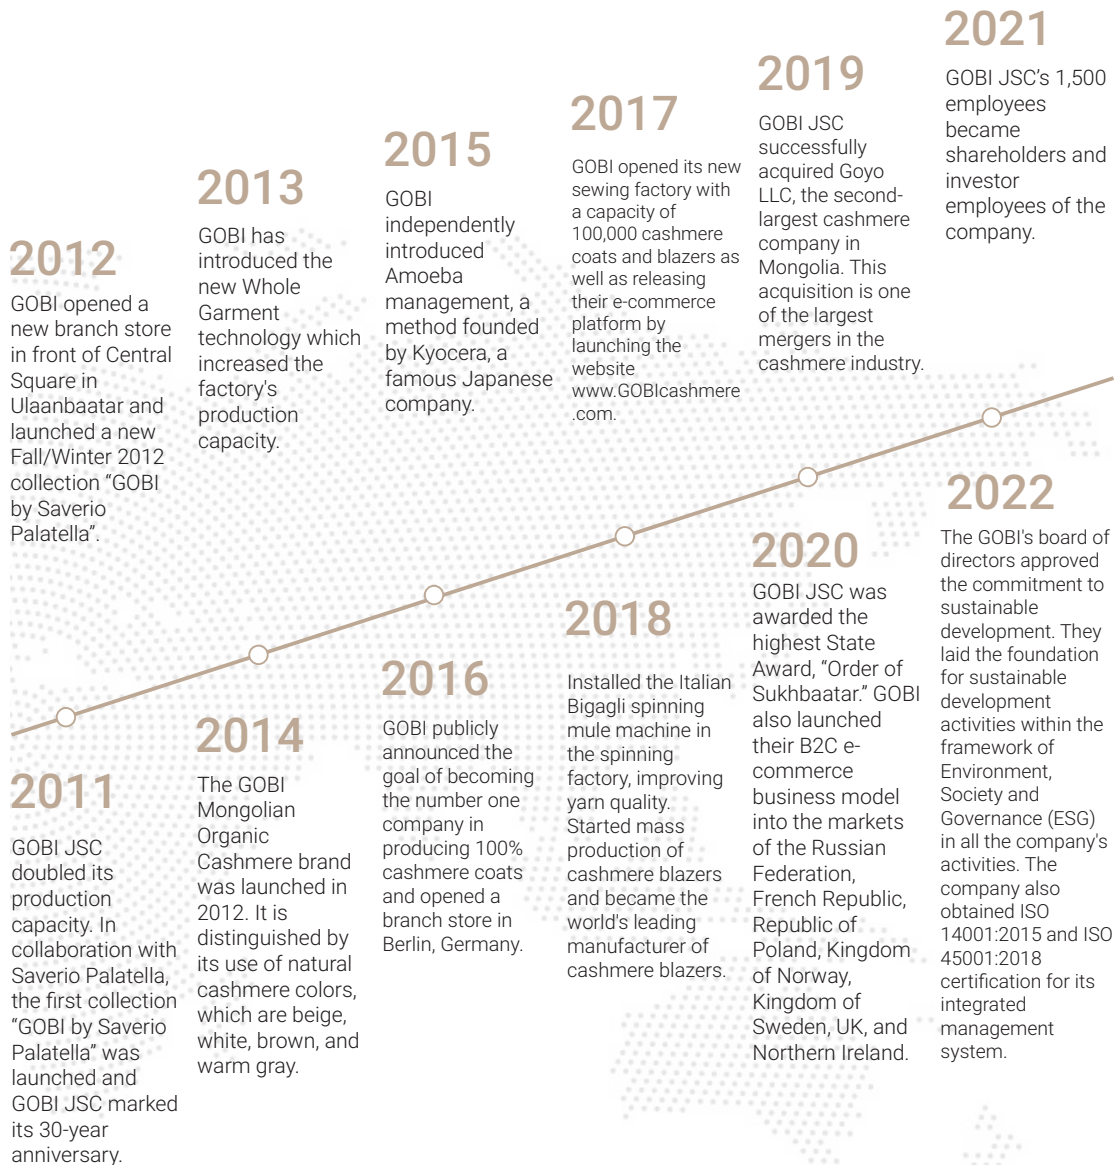 2011
GOBI JSC
doubled its
production
capacity. In
collaboration with
Saverio Palatella,
the first collection
“GOBI by Saverio
Palatella” was
launched and
GOBI JSC marked
its 30-year
anniversary.
2012
GOBI opened a
new branch store
in front of Central
Square in
Ulaanbaatar and
launched a new
Fall/Winter 2012
collection “GOBI
by Saverio
Palatella”.
2013
GOBI has
introduced the
new Whole
Garment
technology which
increased the
factory's
production
capacity.
2014
The GOBI
Mongolian
Organic
Cashmere brand
was launched in
2012. It is
distinguished by
its use of natural
cashmere colors,
which are beige,
white, brown, and
warm gray.
2015
GOBI
independently
introduced
Amoeba
management, a
method founded
by Kyocera, a
famous Japanese
company.
2016
GOBI publicly
announced the
goal of becoming
the number one
company in
producing 100%
cashmere coats
and opened a
branch store in
Berlin, Germany.
2017
GOBI opened its new
sewing factory with
a capacity of
100,000 cashmere
coats and blazers as
well as releasing
their e-commerce
platform by
launching the
website
www.GOBIcashmere
.com.
2018
Installed the Italian
Bigagli spinning
mule machine in
the spinning
factory, improving
yarn quality.
Started mass
production of
cashmere blazers
and became the
world's leading
manufacturer of
cashmere blazers.
2019
GOBI JSC
successfully
acquired Goyo
LLC, the second-
largest cashmere
company in
Mongolia. This
acquisition is one
of the largest
mergers in the
cashmere industry.
2020
GOBI JSC was
awarded the
highest State
Award, “Order of
Sukhbaatar.” GOBI
also launched
their B2C e-
commerce
business model
into the markets
of the Russian
Federation,
French Republic,
Republic of
Poland, Kingdom
of Norway,
Kingdom of
Sweden, UK, and
Northern Ireland.
2021
GOBI JSC’s 1,500
employees
became
shareholders and
investor
employees of the
company.
2022
The GOBI's board of
directors approved
the commitment to
sustainable
development. They
laid the foundation
for sustainable
development
activities within the
framework of
Environment,
Society and
Governance (ESG)
in all the company's
activities. The
company also
obtained ISO
14001:2015 and ISO
45001:2018
certification for its
integrated
management
system.